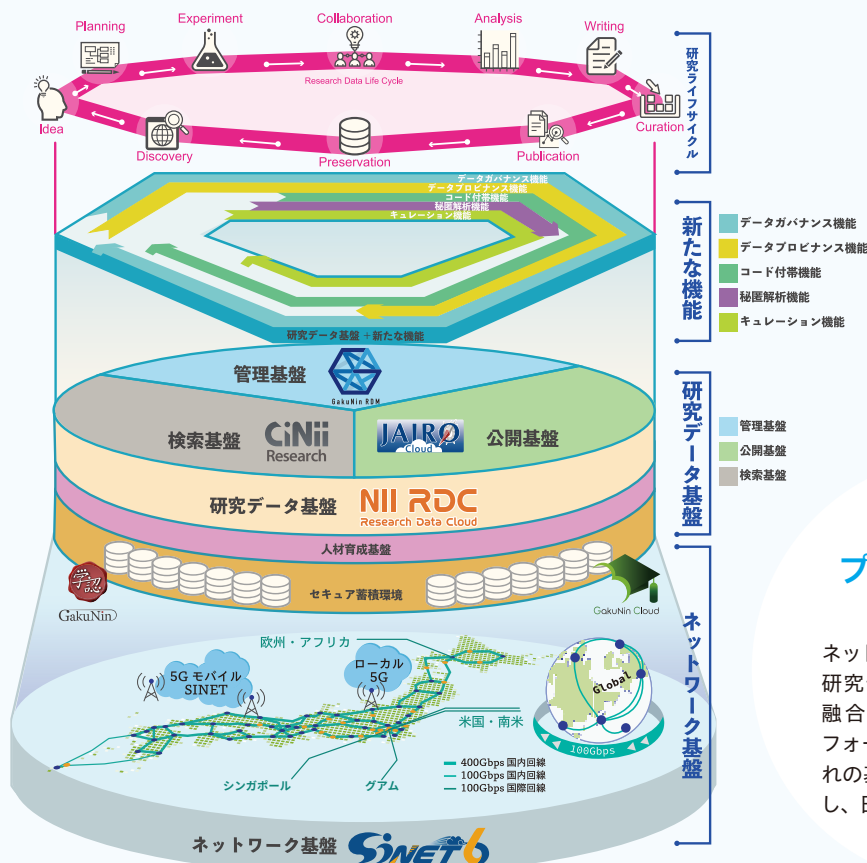 Planning
Experiment
Collaboration
Analysis
Writing
Research Data Life Cycle
Idea
Curation
Discovery
Preservation
Publication
研究ライフサイクル
データガバナンス機能
データプロビナンス機能
コード付帯機能
秘匿解析機能
キュレーション機能
研究データ基盤 + 新たな機能
新たな機能
データガバナンス機能
データプロビナンス機能
コード付帯機能
秘匿解析機能
キュレーション機能
管理基盤
GakuNin RDM
検索基盤
CiNii
Research
JAIRO
Cloud
公開基盤
研究データ基盤
NII RDC
Research Data Cloud
研究データ基盤
管理基盤
公開基盤
検索基盤
人材育成基盤
セキュア蓄積環境
学認
GakuNin
GakuNin Cloud
欧州・アフリカ
5G モバイル
SINET
ローカル
5G
米国・南米
シンガポール
グアム
Global
100Gbps
400Gbps 国内回線
100Gbps 国内回線
100Gbps 国際回線
ネットワーク基盤
ネットワーク基盤
SINET6
プ
ネッ
研究
融合
フォー
れの基
し、